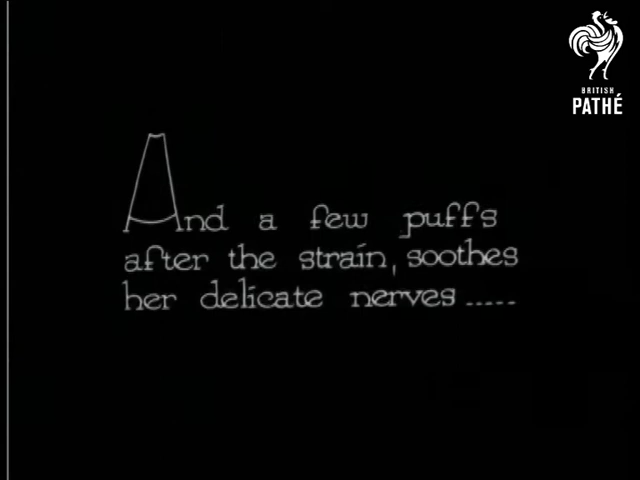 BRITISH
PATHÉ
And a few puffs
after the strain, soothes
her delicate nerves.....